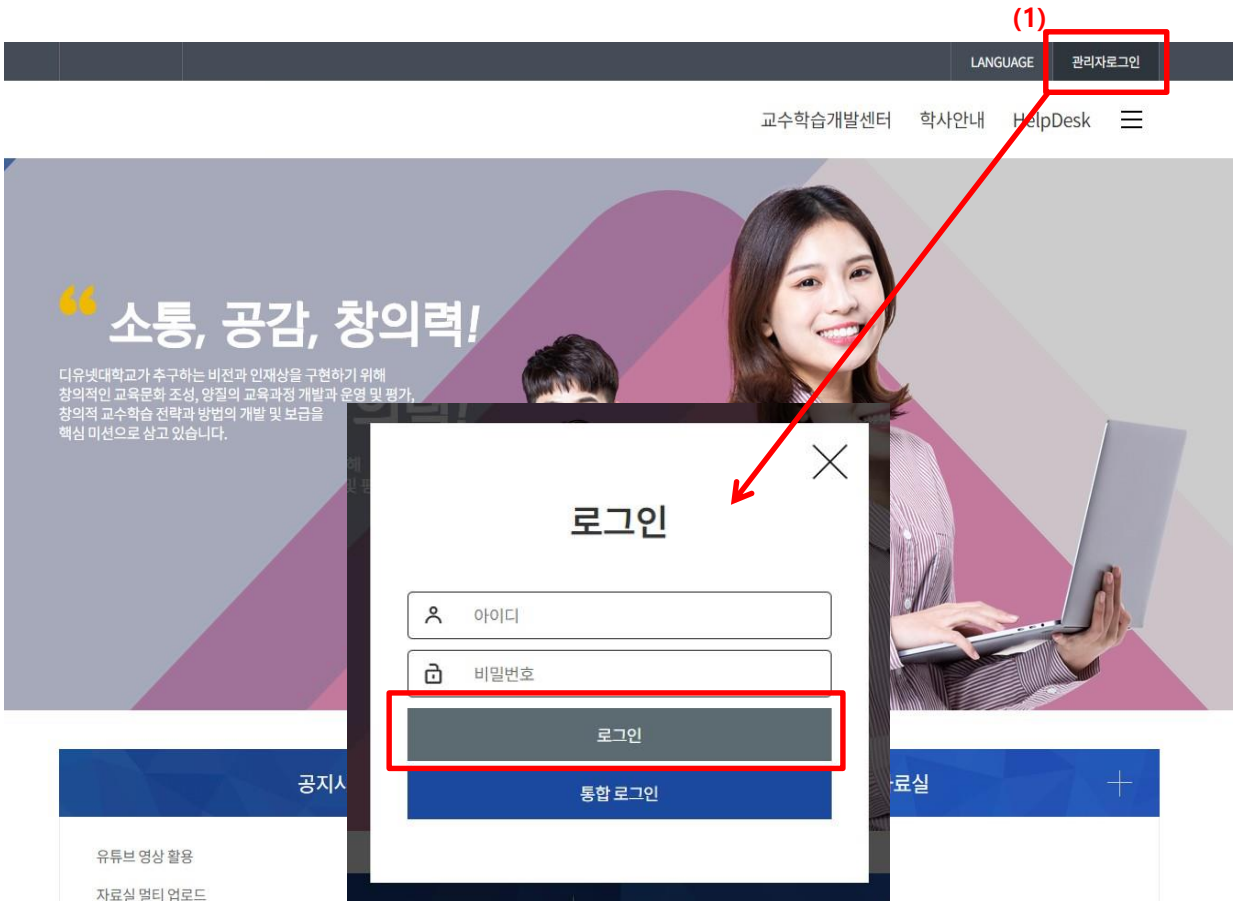 (1)
LANGUAGE
관리자로그인
교수학습개발센터
학사안내
HelpDesk
“ 소통, 공감, 창의력!
디유넷대학교가 추구하는 비전과 인재상을 구현하기 위해
창의적인 교육문화 조성, 양질의 교육과정 개발과 운영 및 평가,
창의적 교수학습 전략과 방법의 개발 및 보급을
핵심 미션으로 삼고 있습니다.
로그인
아이디
비밀번호
로그인
통합 로그인
공지사
료실
유튜브 영상 활용
자료실 멀티 업로드